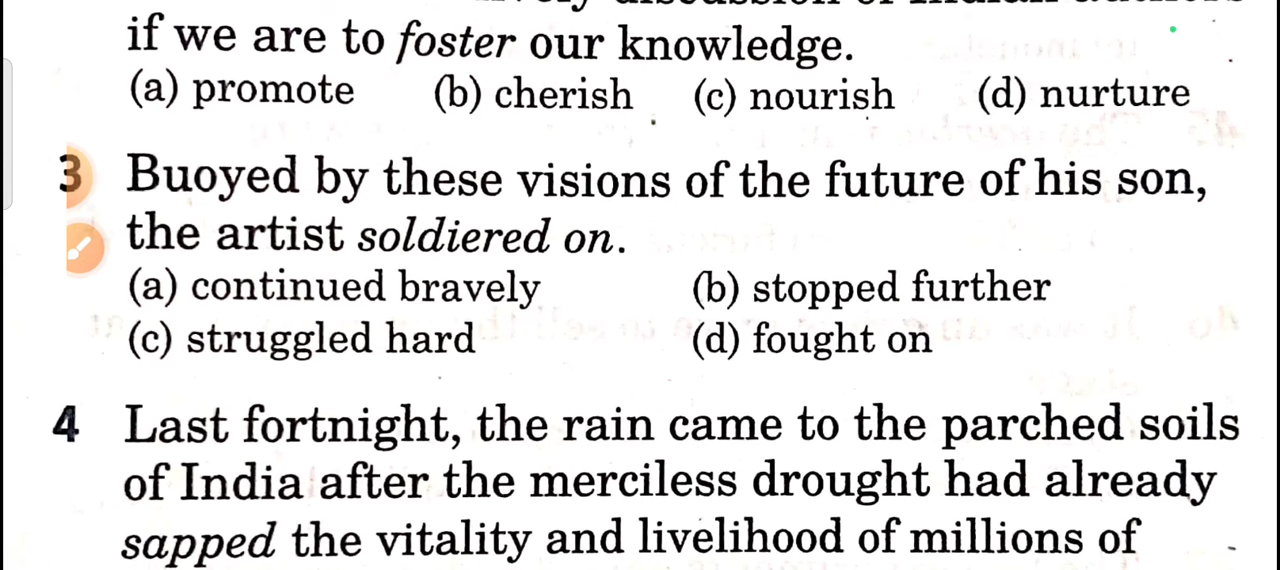 if we are to foster our knowledge.
(a) promote (b) cherish (c) nourish (d) nurture
3 Buoyed by these visions of the future of his son,
the artist soldiered on.
(a) continued bravely (b) stopped further
(c) struggled hard (d) fought on
4 Last fortnight, the rain came to the parched soils
of India after the merciless drought had already
sapped the vitality and livelihood of millions of